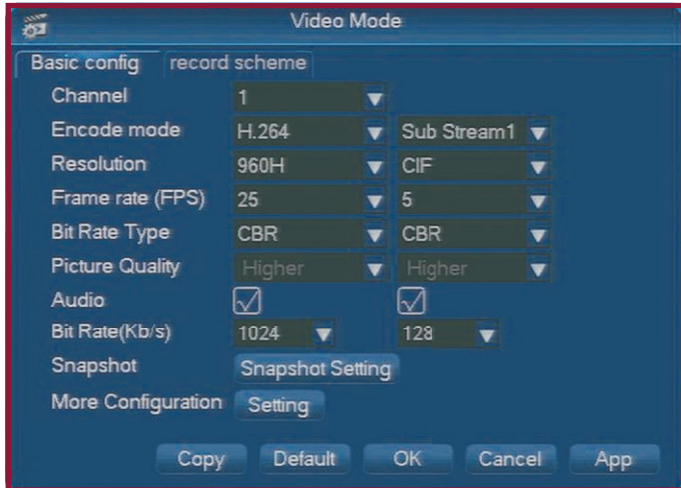 Video Mode
Basic config record scheme
Channel 1
Encode mode H.264 Sub Stream1
Resolution 960H CIF
Frame rate (FPS) 25 5
Bit Rate Type CBR CBR
Picture Quality Higher Higher
Audio
Bit Rate(Kb/s) 1024 128
Snapshot Snapshot Setting
More Configuration Setting
Copy Default OK Cancel App